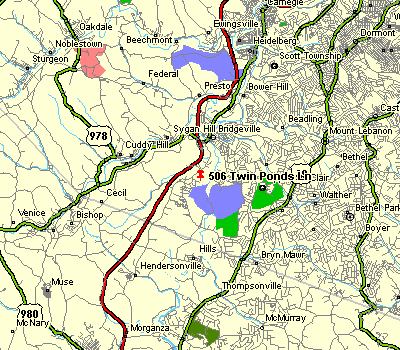 Carnegie
Oakdale
Ewingsville
Noblestown
Beechmont
Heidelberg
Dormont
Sturgeon
Scott Township
Federal
Presto
Bower Hill
Cast
Beadling
Sygan Hill
Bridgeville
978
Mount Lebanon
Cuddy Hill
Bethel
506 Twin Ponds Ln
Clair
Cecil
Walther
Venice
Bishop
Bethel Park
Boyer
Hills
Bryn Mawr
Hendersonville
Muse
Thompsonville
980
McNary
Morganza
McMurray